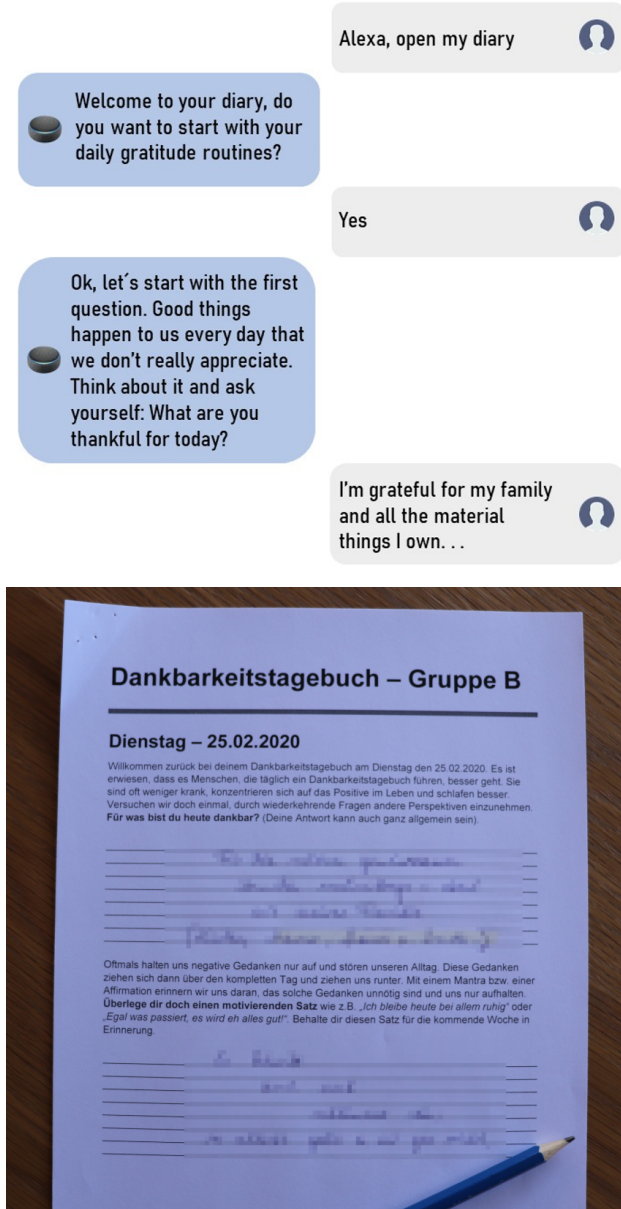 Alexa, open my diary
Welcome to your diary, do
you want to start with your
daily gratitude routines?
Yes
Ok, let´s start with the first
question. Good things
happen to us every day that
we don't really appreciate.
Think about it and ask
yourself: What are you
thankful for today?
I'm grateful for my family
and all the material
things I own. . .
Dankbarkeitstagebuch – Gruppe B
Dienstag – 25.02.2020
Willkommen zurück bei deinem Dankbarkeitstagebuch am Dienstag den 25.02.2020. Es ist
erwiesen, dass es Menschen, die täglich ein Dankbarkeitstagebuch führen, besser geht. Sie
sind oft weniger krank, konzentrieren sich auf das Positive im Leben und schlafen besser.
Versuchen wir doch einmal, durch wiederkehrende Fragen andere Perspektiven einzunehmen.
Für was bist du heute dankbar? (Deine Antwort kann auch ganz allgemein sein).
Oftmals halten uns negative Gedanken nur auf und stören unseren Alltag. Diese Gedanken
ziehen sich dann über den kompletten Tag und ziehen uns runter. Mit einem Mantra bzw. einer
Affirmation erinnern wir uns daran, das solche Gedanken unnötig sind und uns nur aufhalten.
Überlege dir doch einen motivierenden Satz wie z.B. „Ich bleibe heute bei allem ruhig" oder
„Egal was passiert, es wird eh alles gut!". Behalte dir diesen Satz für die kommende Woche in
Erinnerung.